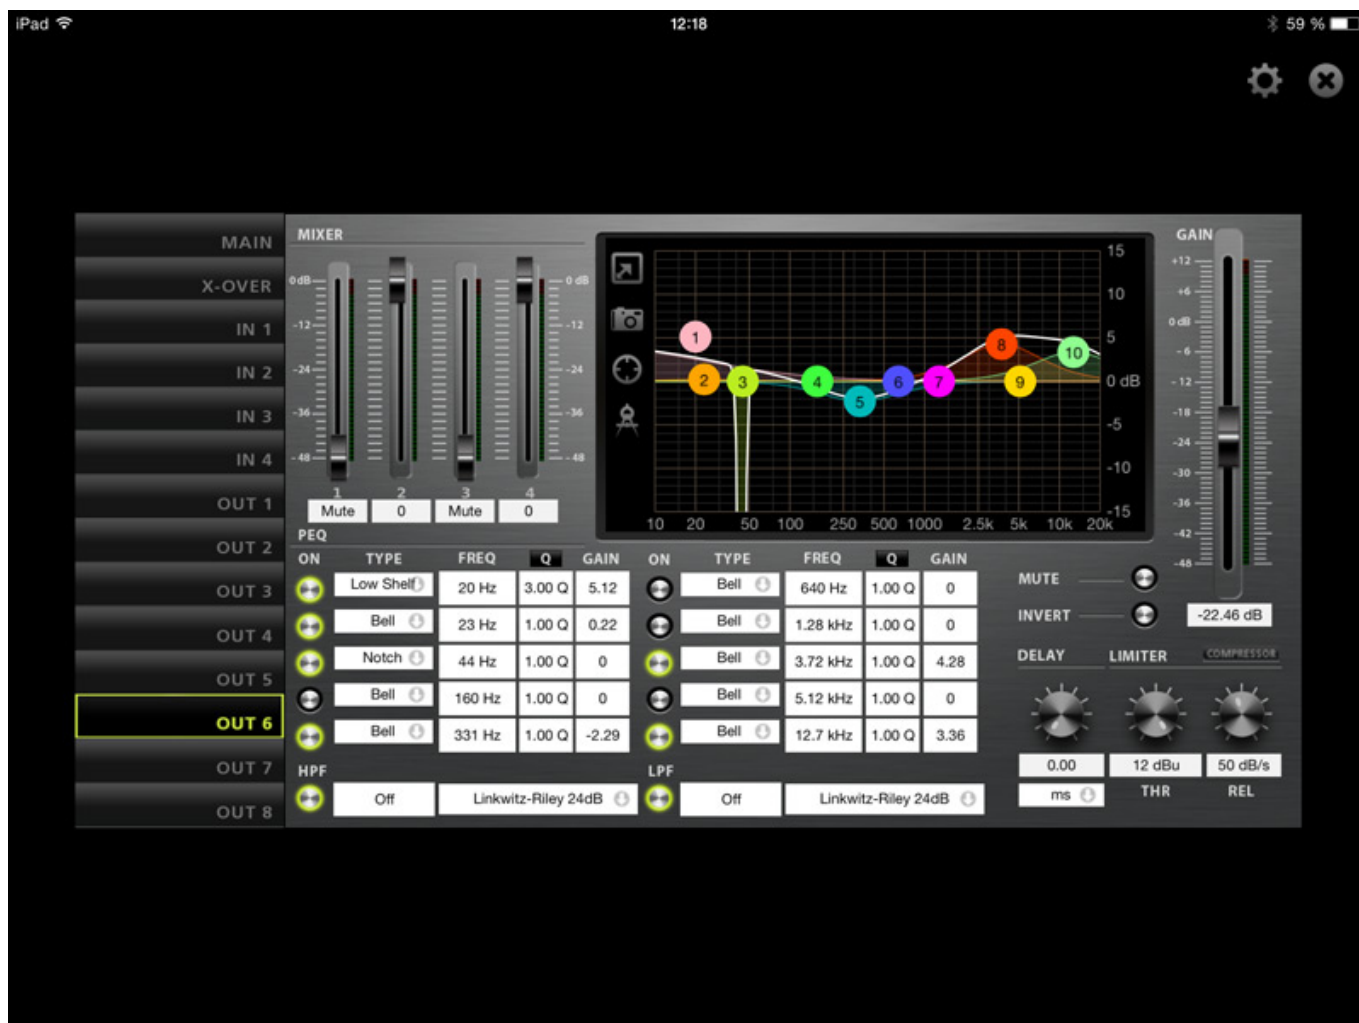 iPad 12:18 59 %
MAIN
X-OVER
IN 1
IN 2
IN 3
IN 4
OUT 1
OUT 2
OUT 3
OUT 4
OUT 5
OUT 6
OUT 7
OUT 8
MIXER
0 dB 0 dB
-12 -12
-24 -24
-36 -36
-48 -48
1 2 3 4
Mute 0 Mute 0
15
10
5
0 dB
-5
-10
-15
1 2 3 4 5 6 7 8 9 10
10 20 50 100 250 500 1000 2.5k 5k 10k 20k
GAIN
+12
+6
0 dB
-6
-12
-18
-24
-30
-36
-42
-48
-22.46 dB
PEQ
ON TYPE FREQ Q GAIN ON TYPE FREQ Q GAIN
Low Shelf 20 Hz 3.00 Q 5.12 Bell 640 Hz 1.00 Q 0
Bell 23 Hz 1.00 Q 0.22 Bell 1.28 kHz 1.00 Q 0
Notch 44 Hz 1.00 Q 0 Bell 3.72 kHz 1.00 Q 4.28
Bell 160 Hz 1.00 Q 0 Bell 5.12 kHz 1.00 Q 0
Bell 331 Hz 1.00 Q -2.29 Bell 12.7 kHz 1.00 Q 3.36
HPF LPF
Off Linkwitz-Riley 24dB Off Linkwitz-Riley 24dB
MUTE
INVERT
DELAY LIMITER COMPRESSOR
0.00 12 dBu 50 dB/s
ms THR REL